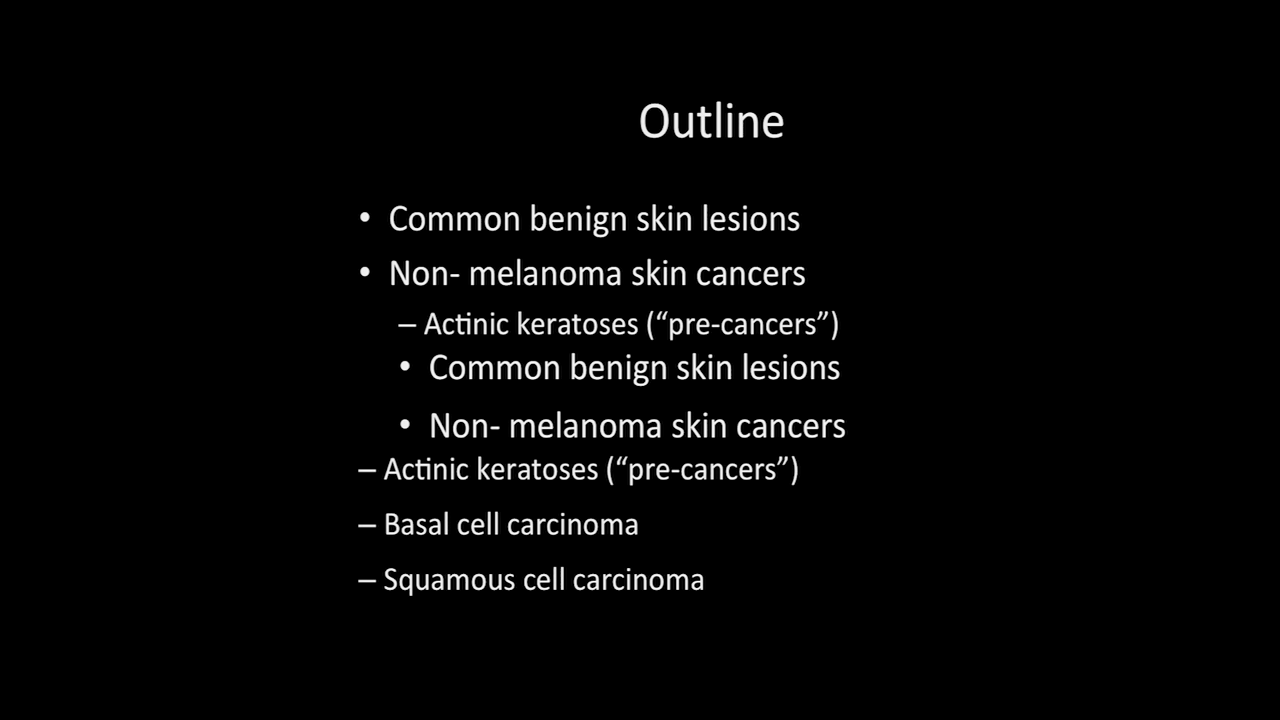 Outline
• Common benign skin lesions
• Non- melanoma skin cancers
– Actinic keratoses (“pre-cancers”)
• Common benign skin lesions
• Non- melanoma skin cancers
– Actinic keratoses (“pre-cancers”)
– Basal cell carcinoma
– Squamous cell carcinoma